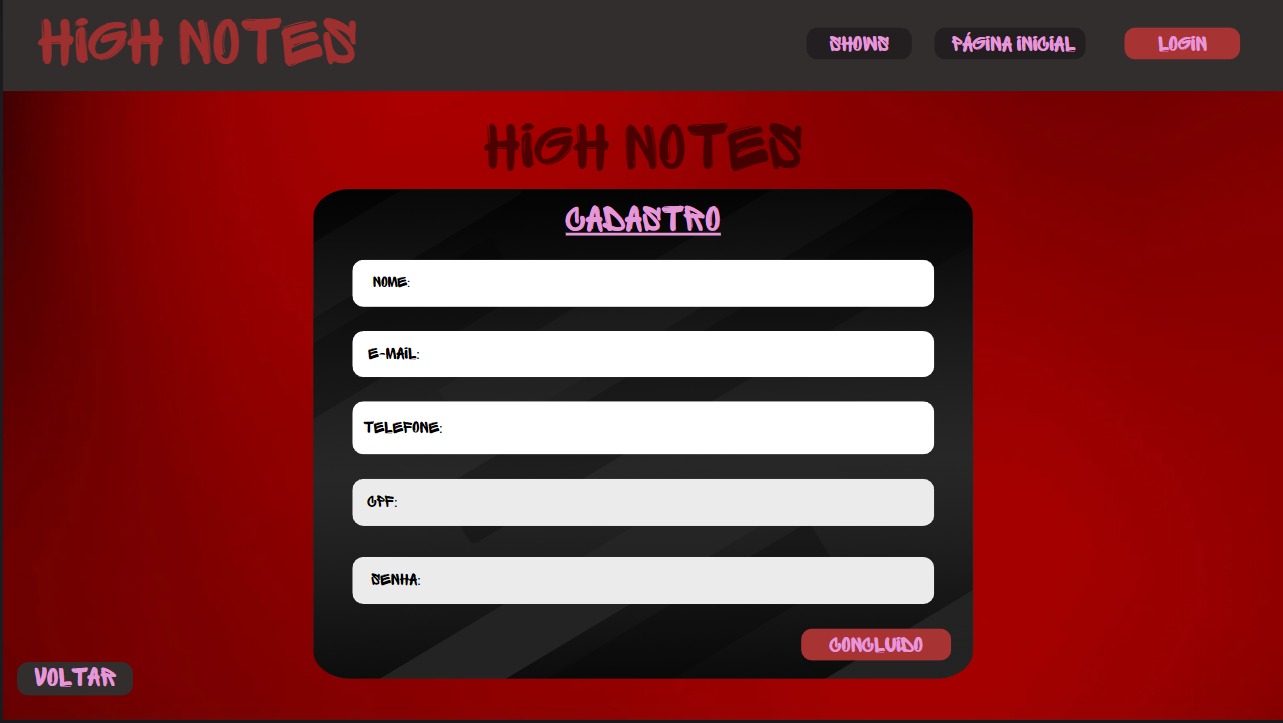 HiGH NOTES
SHOWS
PÁGINA INICIAL
LOGIN
HiGH NOTES
CADASTRO
NOME:
E-MAIL:
TELEFONE:
CPF:
SENHA:
CONCLUIDO
VOLTAR